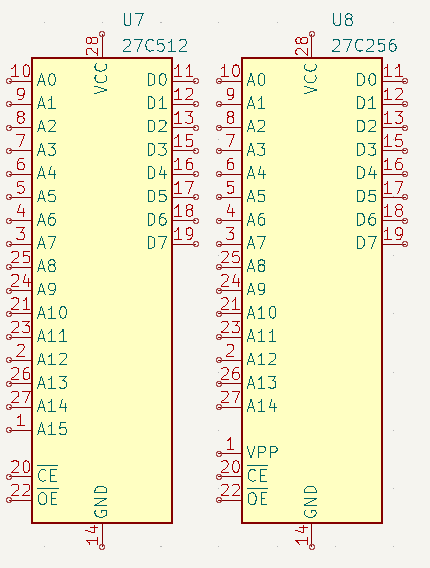 U7
27C512
28
VCC
10 A0 D0 11
9 A1 D1 12
8 A2 D2 13
7 A3 D3 15
6 A4 D4 16
5 A5 D5 17
4 A6 D6 18
3 A7 D7 19
25 A8
24 A9
21 A10
23 A11
2 A12
26 A13
27 A14
1 A15
20 CE
22 OE
GND
14
U8
27C256
28
VCC
10 A0 D0 11
9 A1 D1 12
8 A2 D2 13
7 A3 D3 15
6 A4 D4 16
5 A5 D5 17
4 A6 D6 18
3 A7 D7 19
25 A8
24 A9
21 A10
23 A11
2 A12
26 A13
27 A14
1 VPP
20 CE
22 OE
GND
14